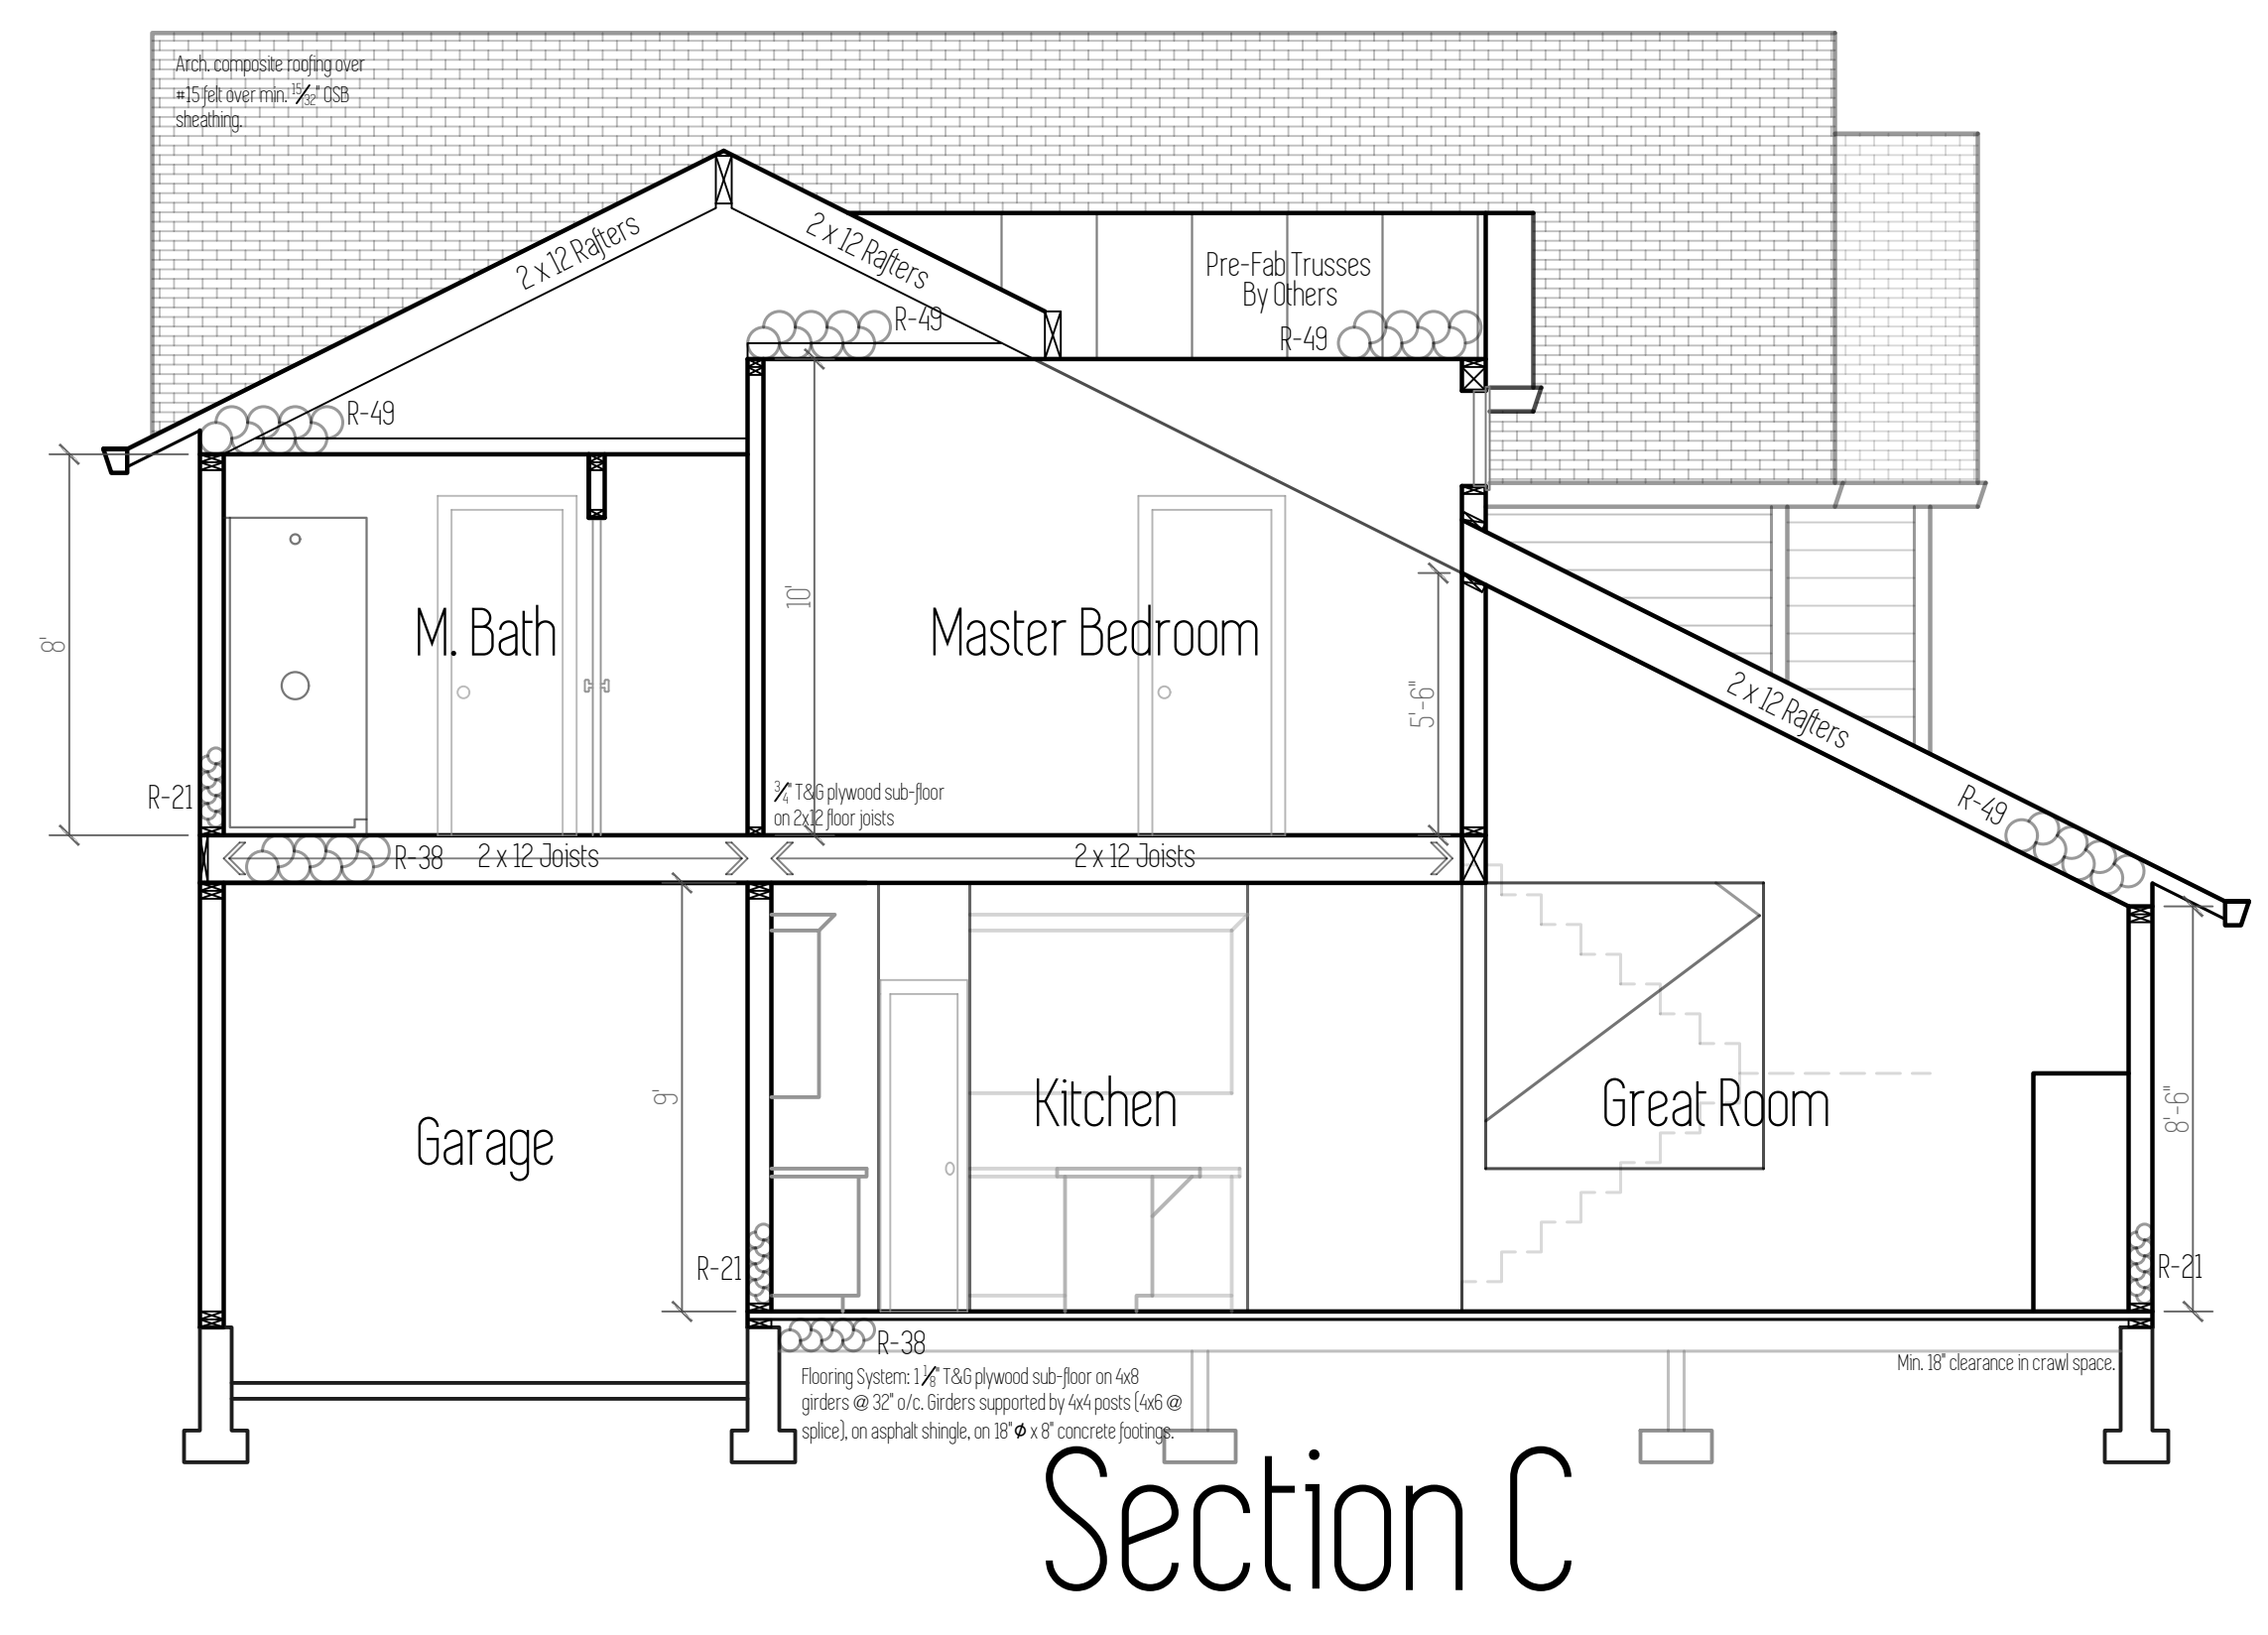 Arch. composite roofing over
#15 felt over min. 15/32" OSB
sheathing.
2 x 12 Rafters
2 x 12 Rafters
Pre-Fab Trusses
By Others
R-49
R-49
R-49
8'
M. Bath
10'
Master Bedroom
5'-6"
2 x 12 Rafters
R-49
R-21
3/4" T&G plywood sub-floor
on 2x12 floor joists
R-38
2 x 12 Joists
2 x 12 Joists
Garage
9'
Kitchen
Great Room
8'-6"
R-21
R-21
R-38
Min. 18" clearance in crawl space.
Flooring System: 1 1/8" T&G plywood sub-floor on 4x8
girders @ 32" o/c. Girders supported by 4x4 posts (4x6 @
splice), on asphalt shingle, on 18"Ø x 8" concrete footings.
Section C